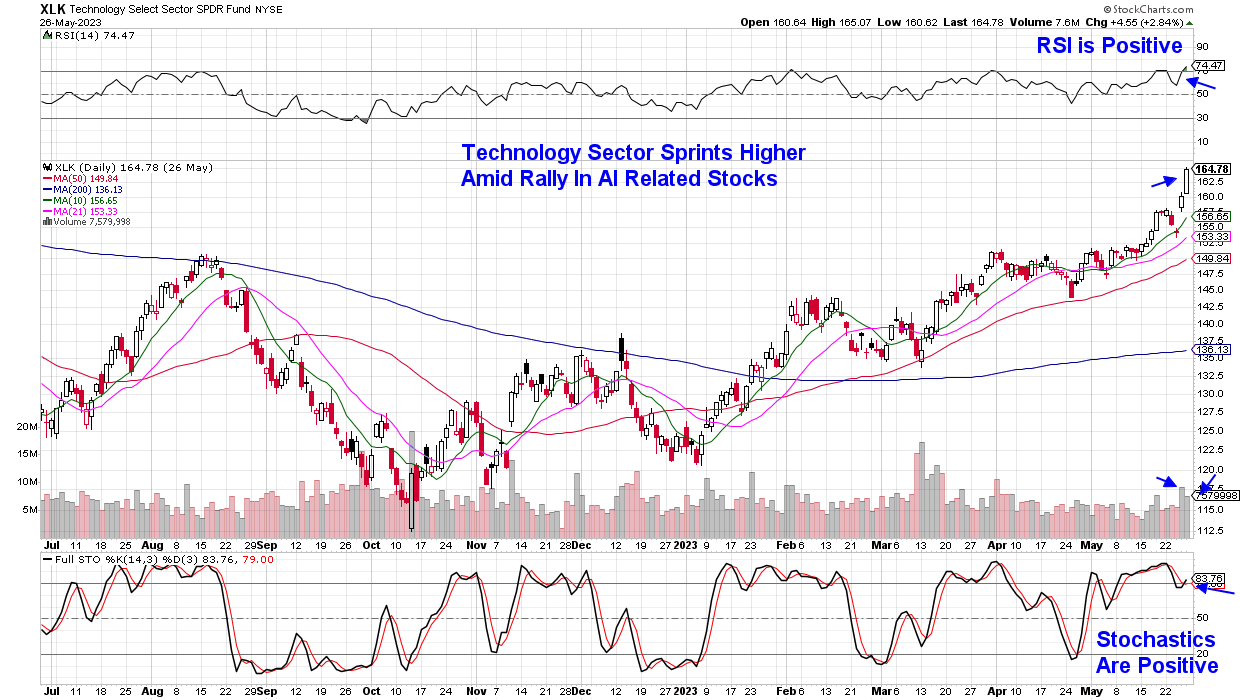 XLK Technology Select Sector SPDR Fund NYSE
© StockCharts.com
26-May-2023
Open 160.64 High 165.07 Low 160.62 Last 164.78 Volume 7.6M Chg +4.55 (+2.84%)
RSI(14) 74.47
RSI is Positive
90
74.47
50
30
10
Technology Sector Sprints Higher
Amid Rally In AI Related Stocks
XLK (Daily) 164.78 (26 May)
MA(50) 149.84
MA(200) 136.13
MA(10) 156.65
MA(21) 153.33
Volume 7,579,998
164.78
162.5
160.0
156.65
155.0
153.33
149.84
147.5
145.0
142.5
140.0
137.5
136.13
135.0
132.5
130.0
127.5
125.0
122.5
120.0
7579998
115.0
112.5
20M
15M
10M
5M
Jul 11 18 25 Aug 8 15 22 29 Sep 12 19 26 Oct 10 17 24 Nov 7 14 21 28 Dec 12 19 27 2023 9 17 23 Feb 6 13 21 Mar 6 13 20 27 Apr 10 17 24 May 8 15 22
Full STO %K(14,3) %D(3) 83.76, 79.00
83.76
50
20
Stochastics
Are Positive
Jul 11 18 25 Aug 8 15 22 29 Sep 12 19 26 Oct 10 17 24 Nov 7 14 21 28 Dec 12 19 27 2023 9 17 23 Feb 6 13 21 Mar 6 13 20 27 Apr 10 17 24 May 8 15 22